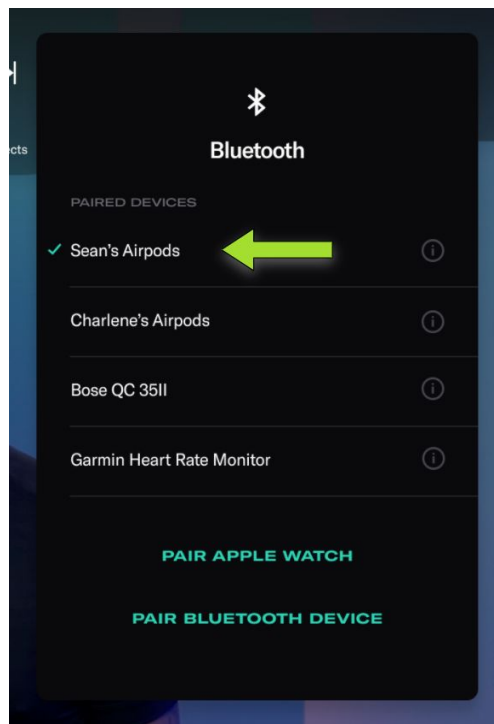 ects
Bluetooth
PAIRED DEVICES
Sean's Airpods
Charlene's Airpods
Bose QC 35II
Garmin Heart Rate Monitor
PAIR APPLE WATCH
PAIR BLUETOOTH DEVICE